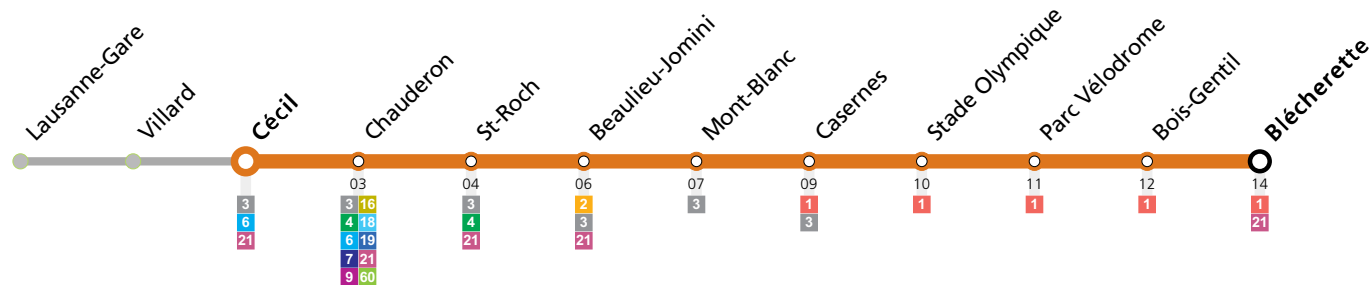 Lausanne-Gare
Villard
Cécil
Chauderon
St-Roch
Beaulieu-Jomini
Mont-Blanc
Casernes
Stade Olympique
Parc Vélodrome
Bois-Gentil
Blécherette
03 04 06 07 09 10 11 12 14
3 3 16 3 2 3 1 1 1 1 1
6 4 18 4 3 3 21
21 6 19 21 21
7 21
9 60